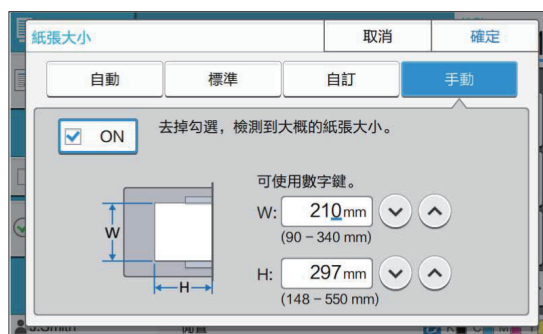 紙張大小
取消
確定
自動
標準
自訂
手動
ON
去掉勾選，檢測到大概的紙張大小。
可使用數字鍵。
W
W: 210mm
(90 – 340 mm)
H
H: 297mm
(148 – 550 mm)
J.Smith